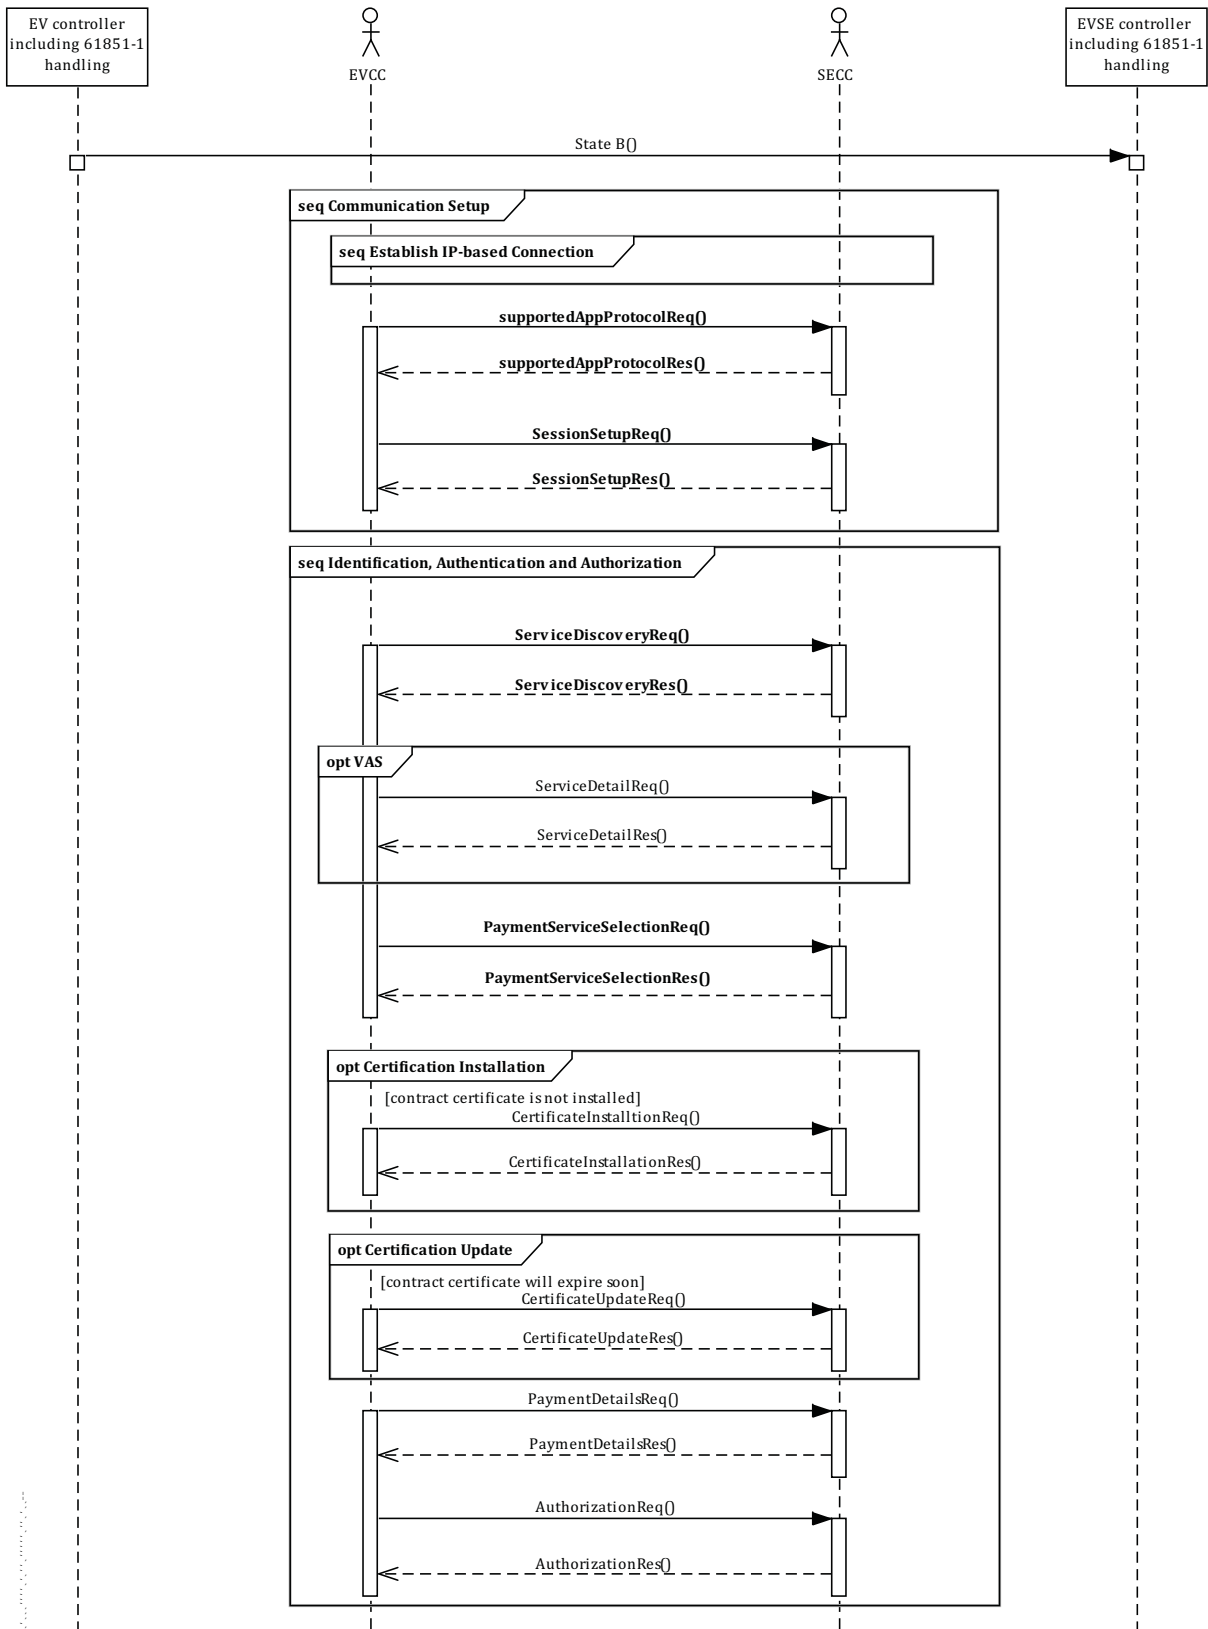 EV controller
including 61851-1
handling
EVCC
SECC
EVSE controller
including 61851-1
handling
State B()
seq Communication Setup
seq Establish IP-based Connection
supportedAppProtocolReq()
supportedAppProtocolRes()
SessionSetupReq()
SessionSetupRes()
seq Identification, Authentication and Authorization
ServiceDiscoveryReq()
ServiceDiscoveryRes()
opt VAS
ServiceDetailReq()
ServiceDetailRes()
PaymentServiceSelectionReq()
PaymentServiceSelectionRes()
opt Certification Installation
[contract certificate is not installed]
CertificateInstalltionReq()
CertificateInstallationRes()
opt Certification Update
[contract certificate will expire soon]
CertificateUpdateReq()
CertificateUpdateRes()
PaymentDetailsReq()
PaymentDetailsRes()
AuthorizationReq()
AuthorizationRes()